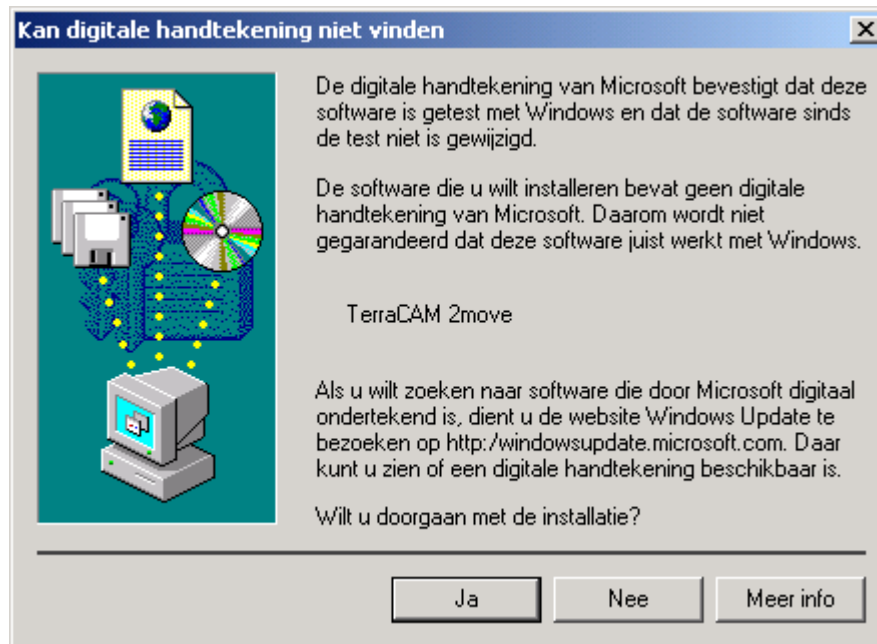 Kan digitale handtekening niet vinden
De digitale handtekening van Microsoft bevestigt dat deze
software is getest met Windows en dat de software sinds
de test niet is gewijzigd.
De software die u wilt installeren bevat geen digitale
handtekening van Microsoft. Daarom wordt niet
gegarandeerd dat deze software juist werkt met Windows.
TerraCAM 2move
Als u wilt zoeken naar software die door Microsoft digitaal
ondertekend is, dient u de website Windows Update te
bezoeken op http:/windowsupdate.microsoft.com. Daar
kunt u zien of een digitale handtekening beschikbaar is.
Wilt u doorgaan met de installatie?
Ja
Nee
Meer info